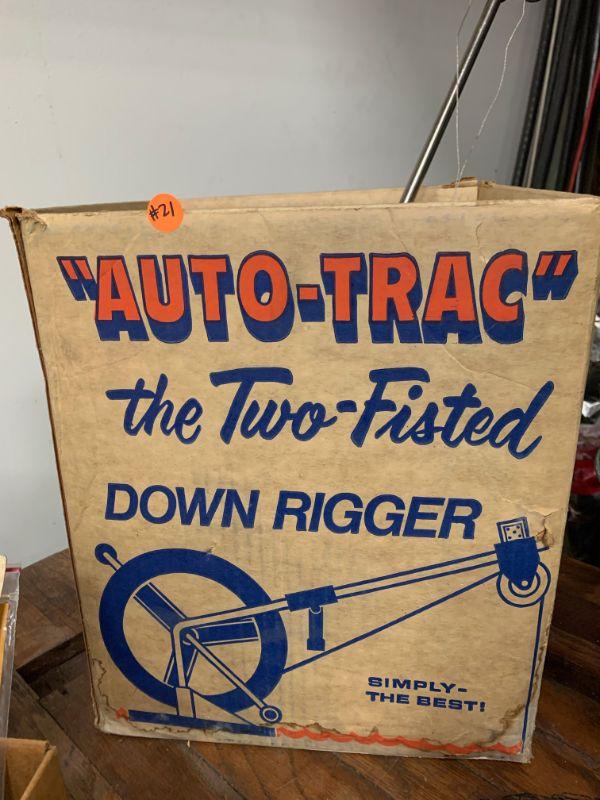 #21
"AUTO-TRAC"
the Two-Fisted
DOWN RIGGER
SIMPLY-
THE BEST!